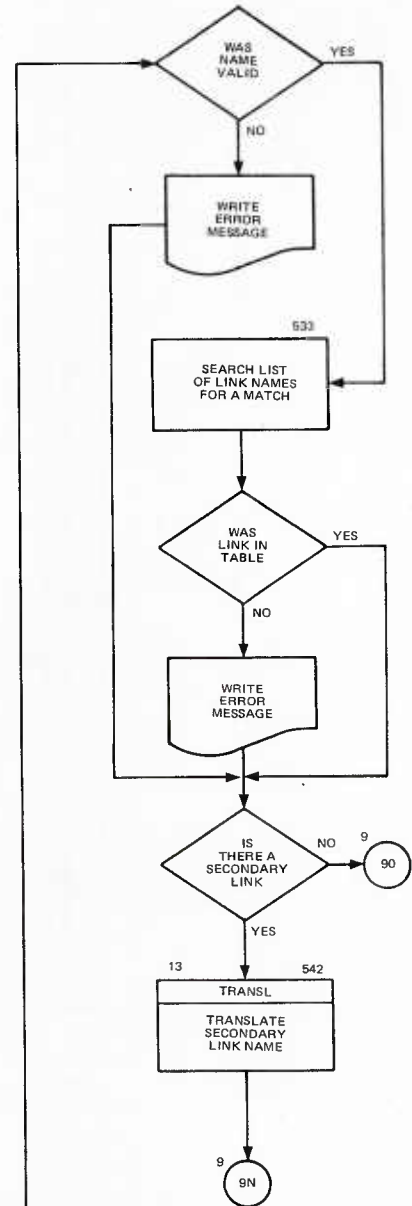 WAS
NAME
VALID
YES
NO
WRITE
ERROR
MESSAGE
533
SEARCH LIST
OF LINK NAMES
FOR A MATCH
WAS
LINK IN
TABLE
YES
NO
WRITE
ERROR
MESSAGE
IS
THERE A
SECONDARY
LINK
NO
9
90
YES
13
542
TRANSL
TRANSLATE
SECONDARY
LINK NAME
9
9N